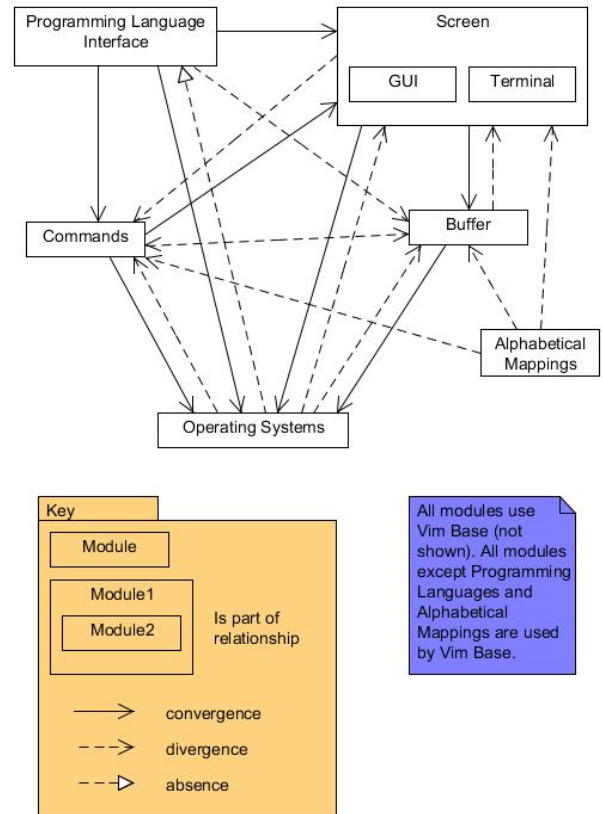 Programming Language
Interface
Screen
GUI
Terminal
Commands
Buffer
Alphabetical
Mappings
Operating Systems
Key
Module
Module1
Module2
Is part of
relationship
convergence
divergence
absence
All modules use
Vim Base (not
shown). All modules
except Programming
Languages and
Alphabetical
Mappings are used
by Vim Base.